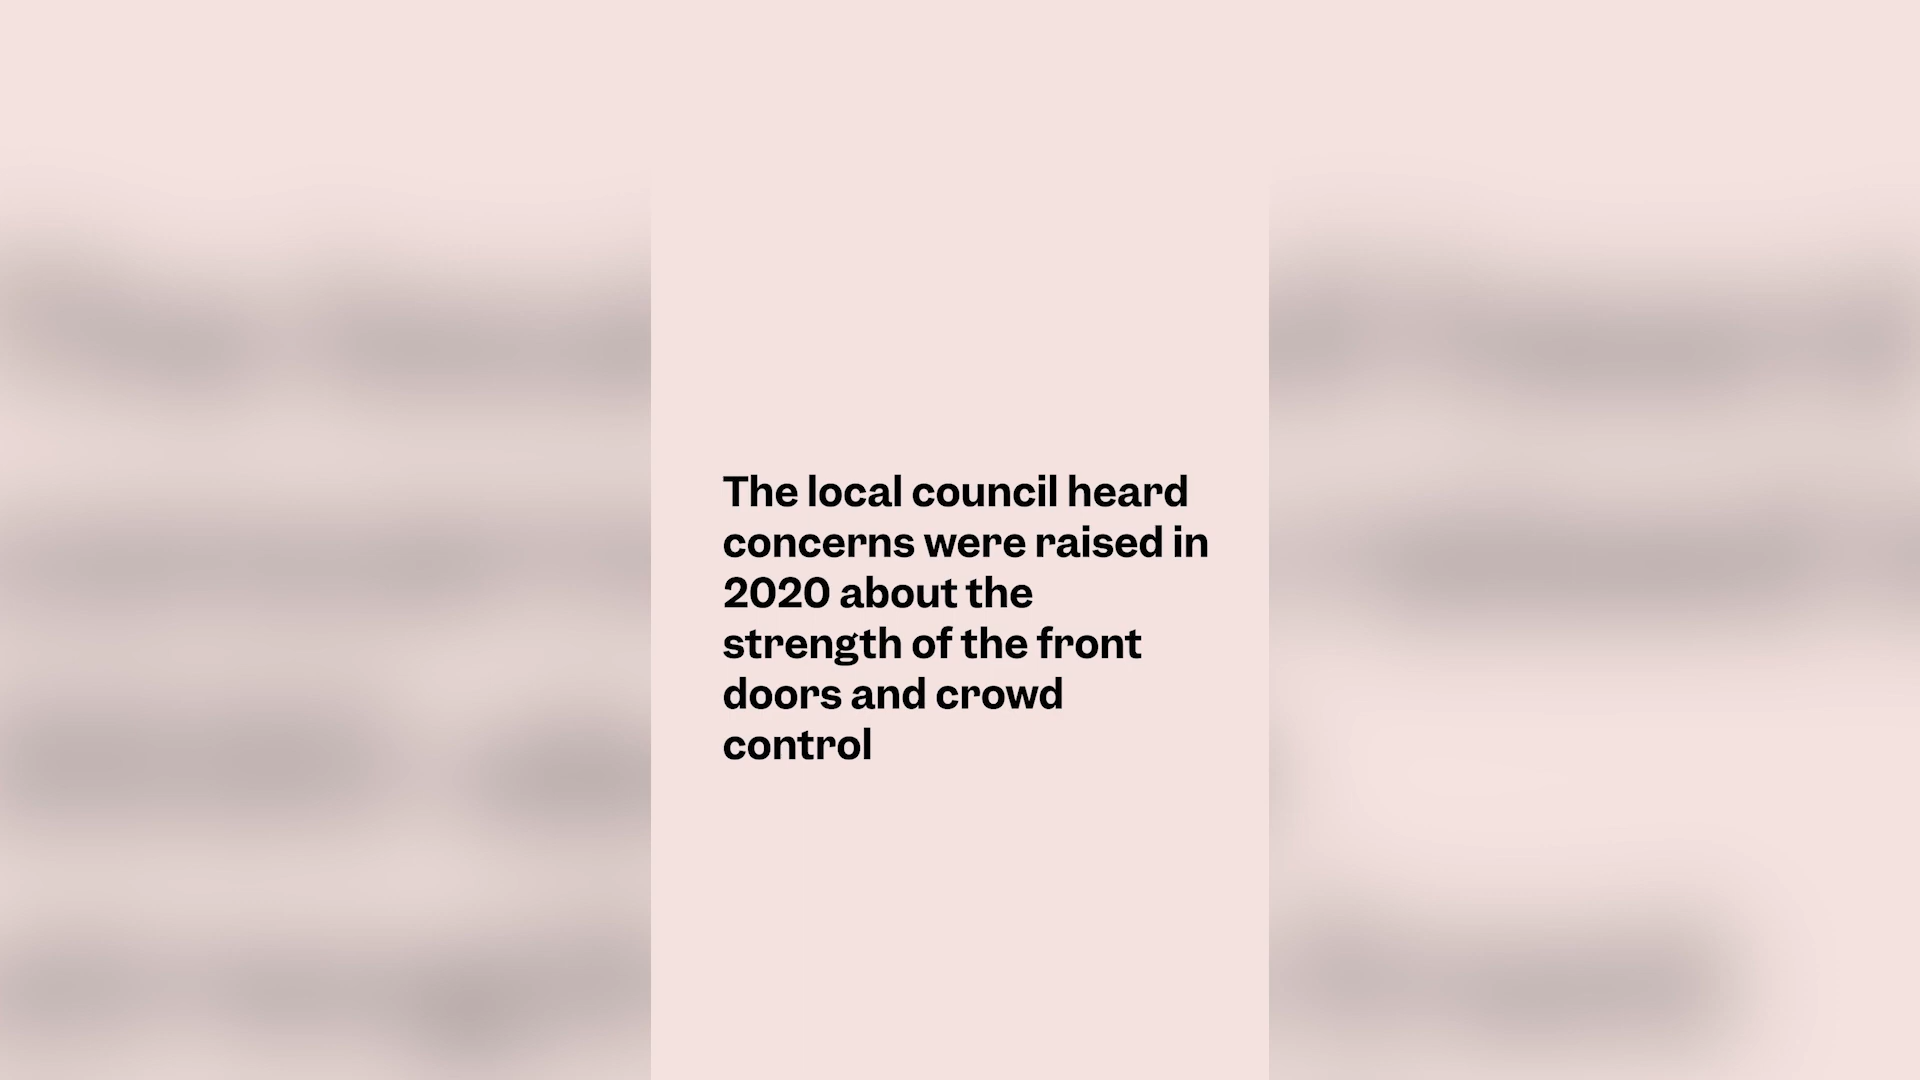 The local council heard
concerns were raised in
2020 about the
strength of the front
doors and crowd
control